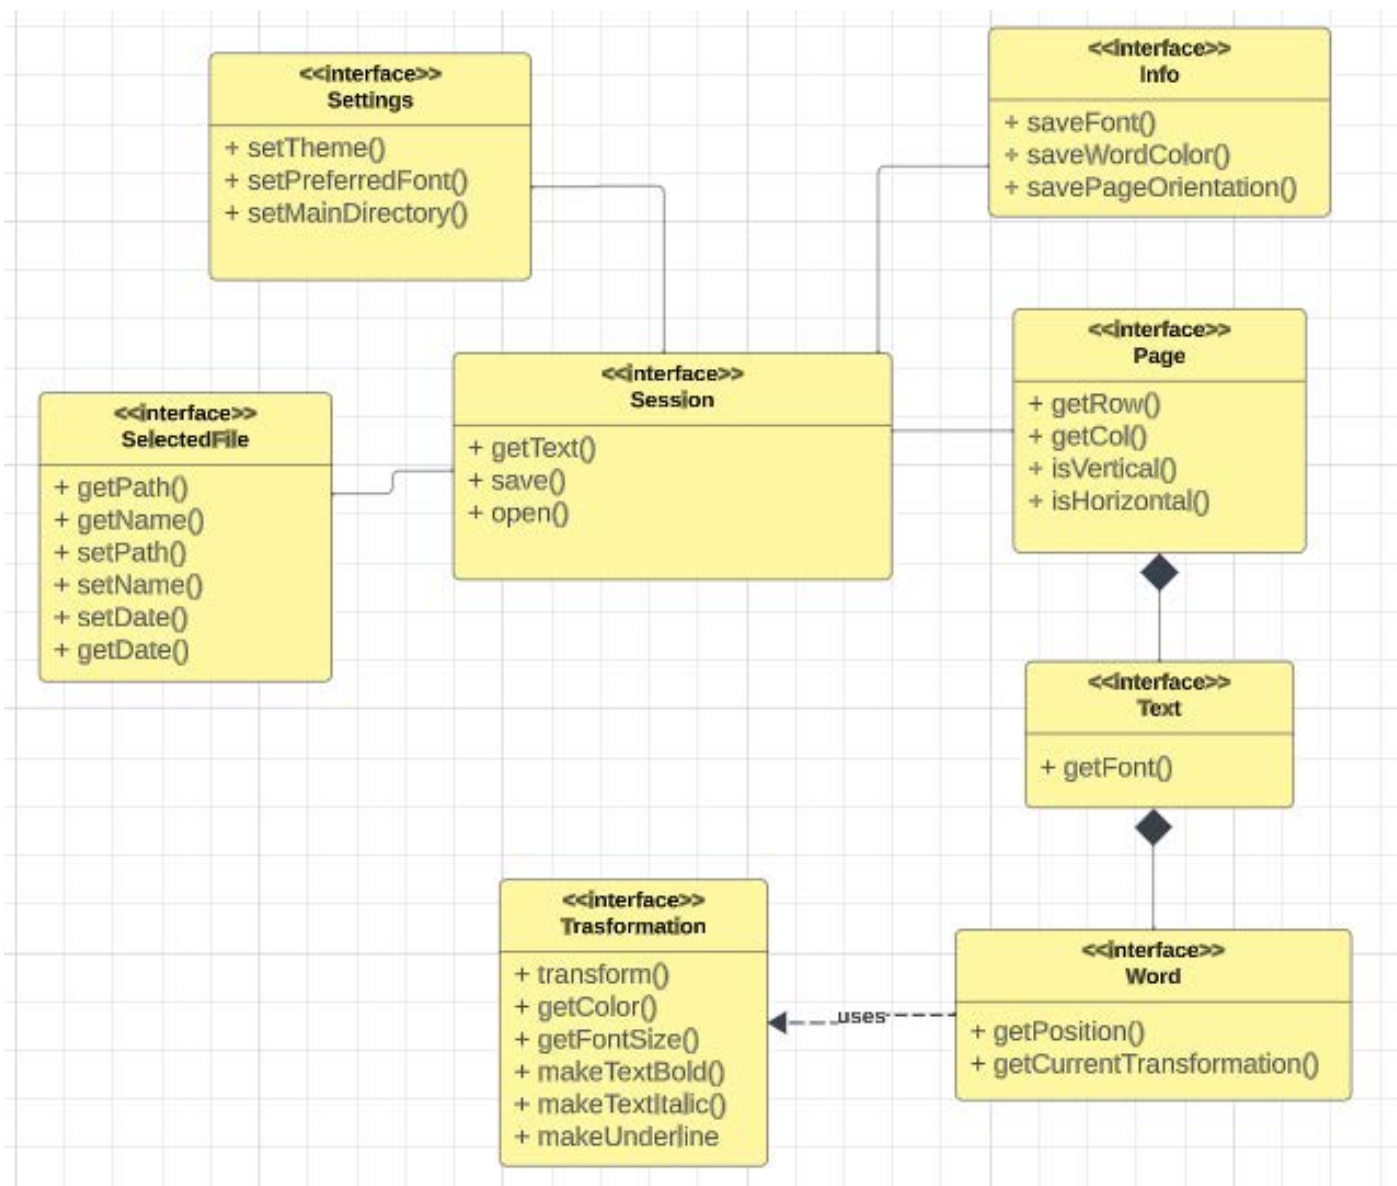 <<interface>>
Settings
+ setTheme()
+ setPreferredFont()
+ setMainDirectory()
<<interface>>
Info
+ saveFont()
+ saveWordColor()
+ savePageOrientation()
<<interface>>
SelectedFile
+ getPath()
+ getName()
+ setPath()
+ setName()
+ setDate()
+ getDate()
<<interface>>
Session
+ getText()
+ save()
+ open()
<<interface>>
Page
+ getRow()
+ getCol()
+ isVertical()
+ isHorizontal()
<<interface>>
Text
+ getFont()
<<interface>>
Trasformation
+ transform()
+ getColor()
+ getFontSize()
+ makeTextBold()
+ makeTextItalic()
+ makeUnderline
uses
<<interface>>
Word
+ getPosition()
+ getCurrentTransformation()